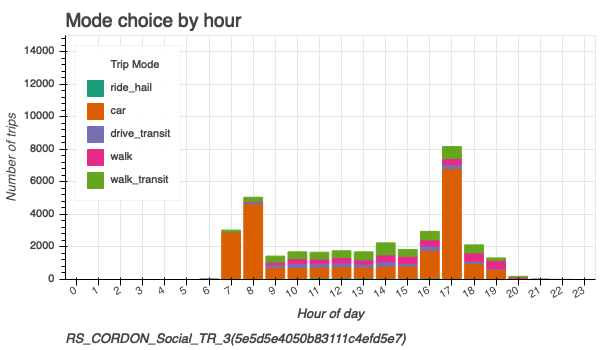 Mode choice by hour
Number of trips
14000
12000
10000
8000
6000
4000
2000
0
Trip Mode
ride_hail
car
drive_transit
walk
walk_transit
0 1 2 3 4 5 6 7 8 9 10 11 12 13 14 15 16 17 18 19 20 21 22 23
Hour of day
RS_CORDON_Social_TR_3(5e5d5e4050b83111c4efd5e7)